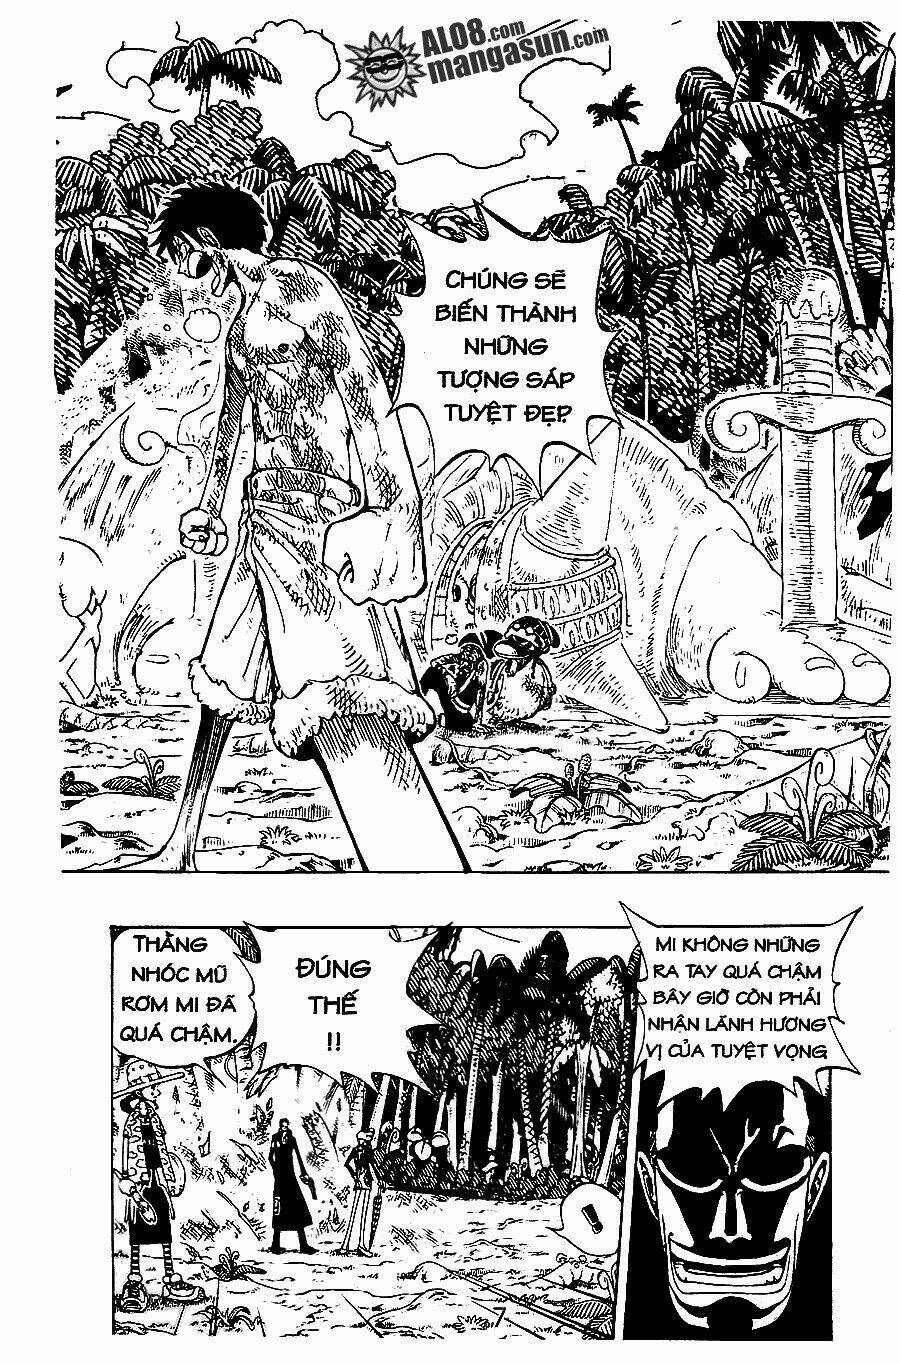 AL08.com
mangasun.com
CHÚNG SẼ
BIẾN THÀNH
NHỮNG
TƯỢNG SÁP
TUYỆT ĐẸP.
THẰNG
NHÓC MŨ
RƠM MI ĐÃ
QUÁ CHẬM.
ĐÚNG
THẾ
!!
MI KHÔNG NHỮNG
RA TAY QUÁ CHẬM
BÂY GIỜ CÒN PHẢI
NHẬN LÃNH HƯƠNG
VỊ CỦA TUYỆT VỌNG
!!
7